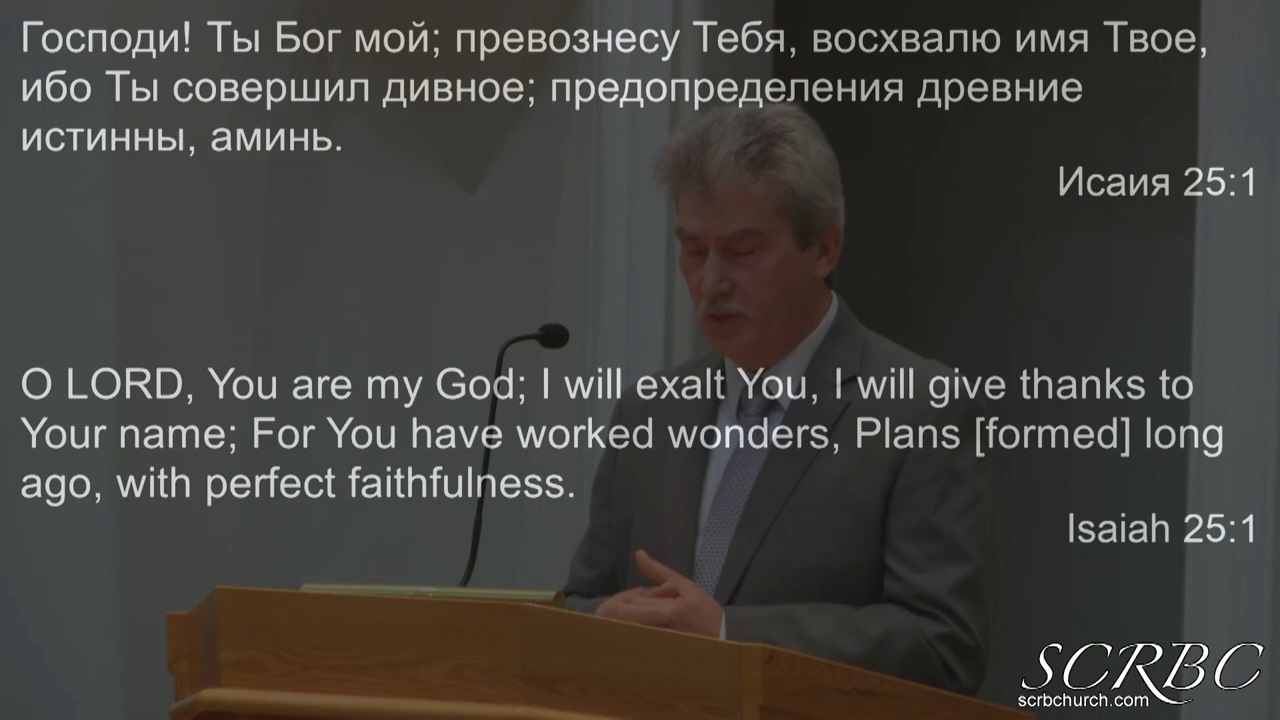 Господи! Ты Бог мой; превознесу Тебя, восхвалю имя Твое,
ибо Ты совершил дивное; предопределения древние
истинны, аминь.
Исаия 25:1
O LORD, You are my God; I will exalt You, I will give thanks to
Your name; For You have worked wonders, Plans [formed] long
ago, with perfect faithfulness.
Isaiah 25:1
SCRBC
scrbchurch.com